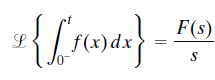 ℒ { ∫₀₋ᵗ f(x) dx } = F(s) / s